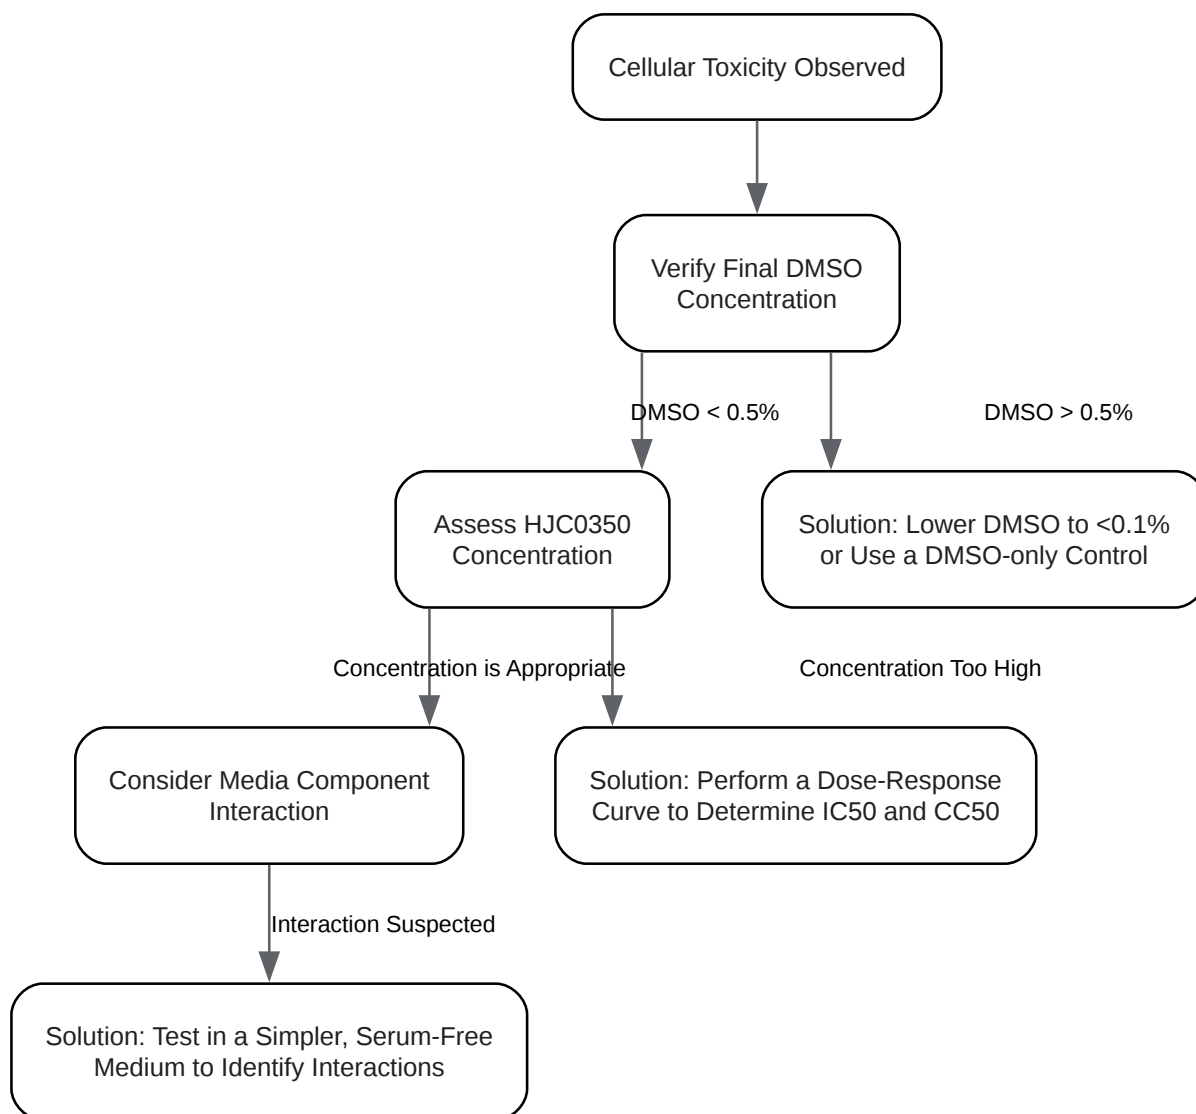 Cellular Toxicity Observed
Verify Final DMSO
Concentration
DMSO < 0.5%
DMSO > 0.5%
Assess HJC0350
Concentration
Solution: Lower DMSO to <0.1%
or Use a DMSO-only Control
Concentration is Appropriate
Concentration Too High
Consider Media Component
Interaction
Solution: Perform a Dose-Response
Curve to Determine IC50 and CC50
Interaction Suspected
Solution: Test in a Simpler, Serum-Free
Medium to Identify Interactions